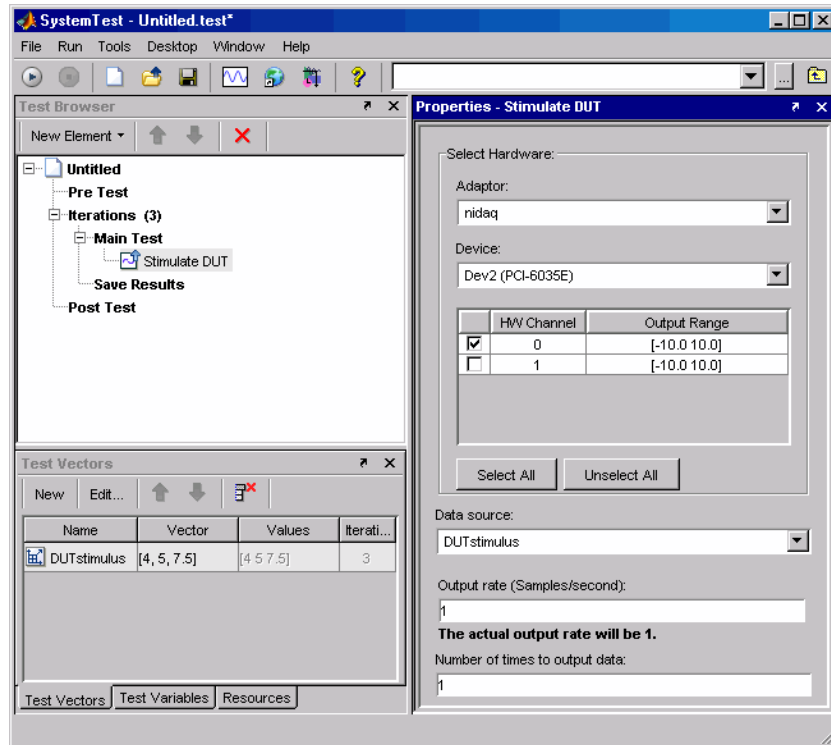 SystemTest - Untitled.test*
File Run Tools Desktop Window Help
...
Test Browser
New Element
Untitled
Pre Test
Iterations (3)
Main Test
Stimulate DUT
Save Results
Post Test
Test Vectors
New Edit...
Name Vector Values Iterati...
DUTstimulus [4, 5, 7.5] [4 5 7.5] 3
Test Vectors Test Variables Resources
Properties - Stimulate DUT
Select Hardware:
Adaptor:
nidaq
Device:
Dev2 (PCI-6035E)
HW Channel Output Range
0 [-10.0 10.0]
1 [-10.0 10.0]
Select All Unselect All
Data source:
DUTstimulus
Output rate (Samples/second):
1
The actual output rate will be 1.
Number of times to output data:
1